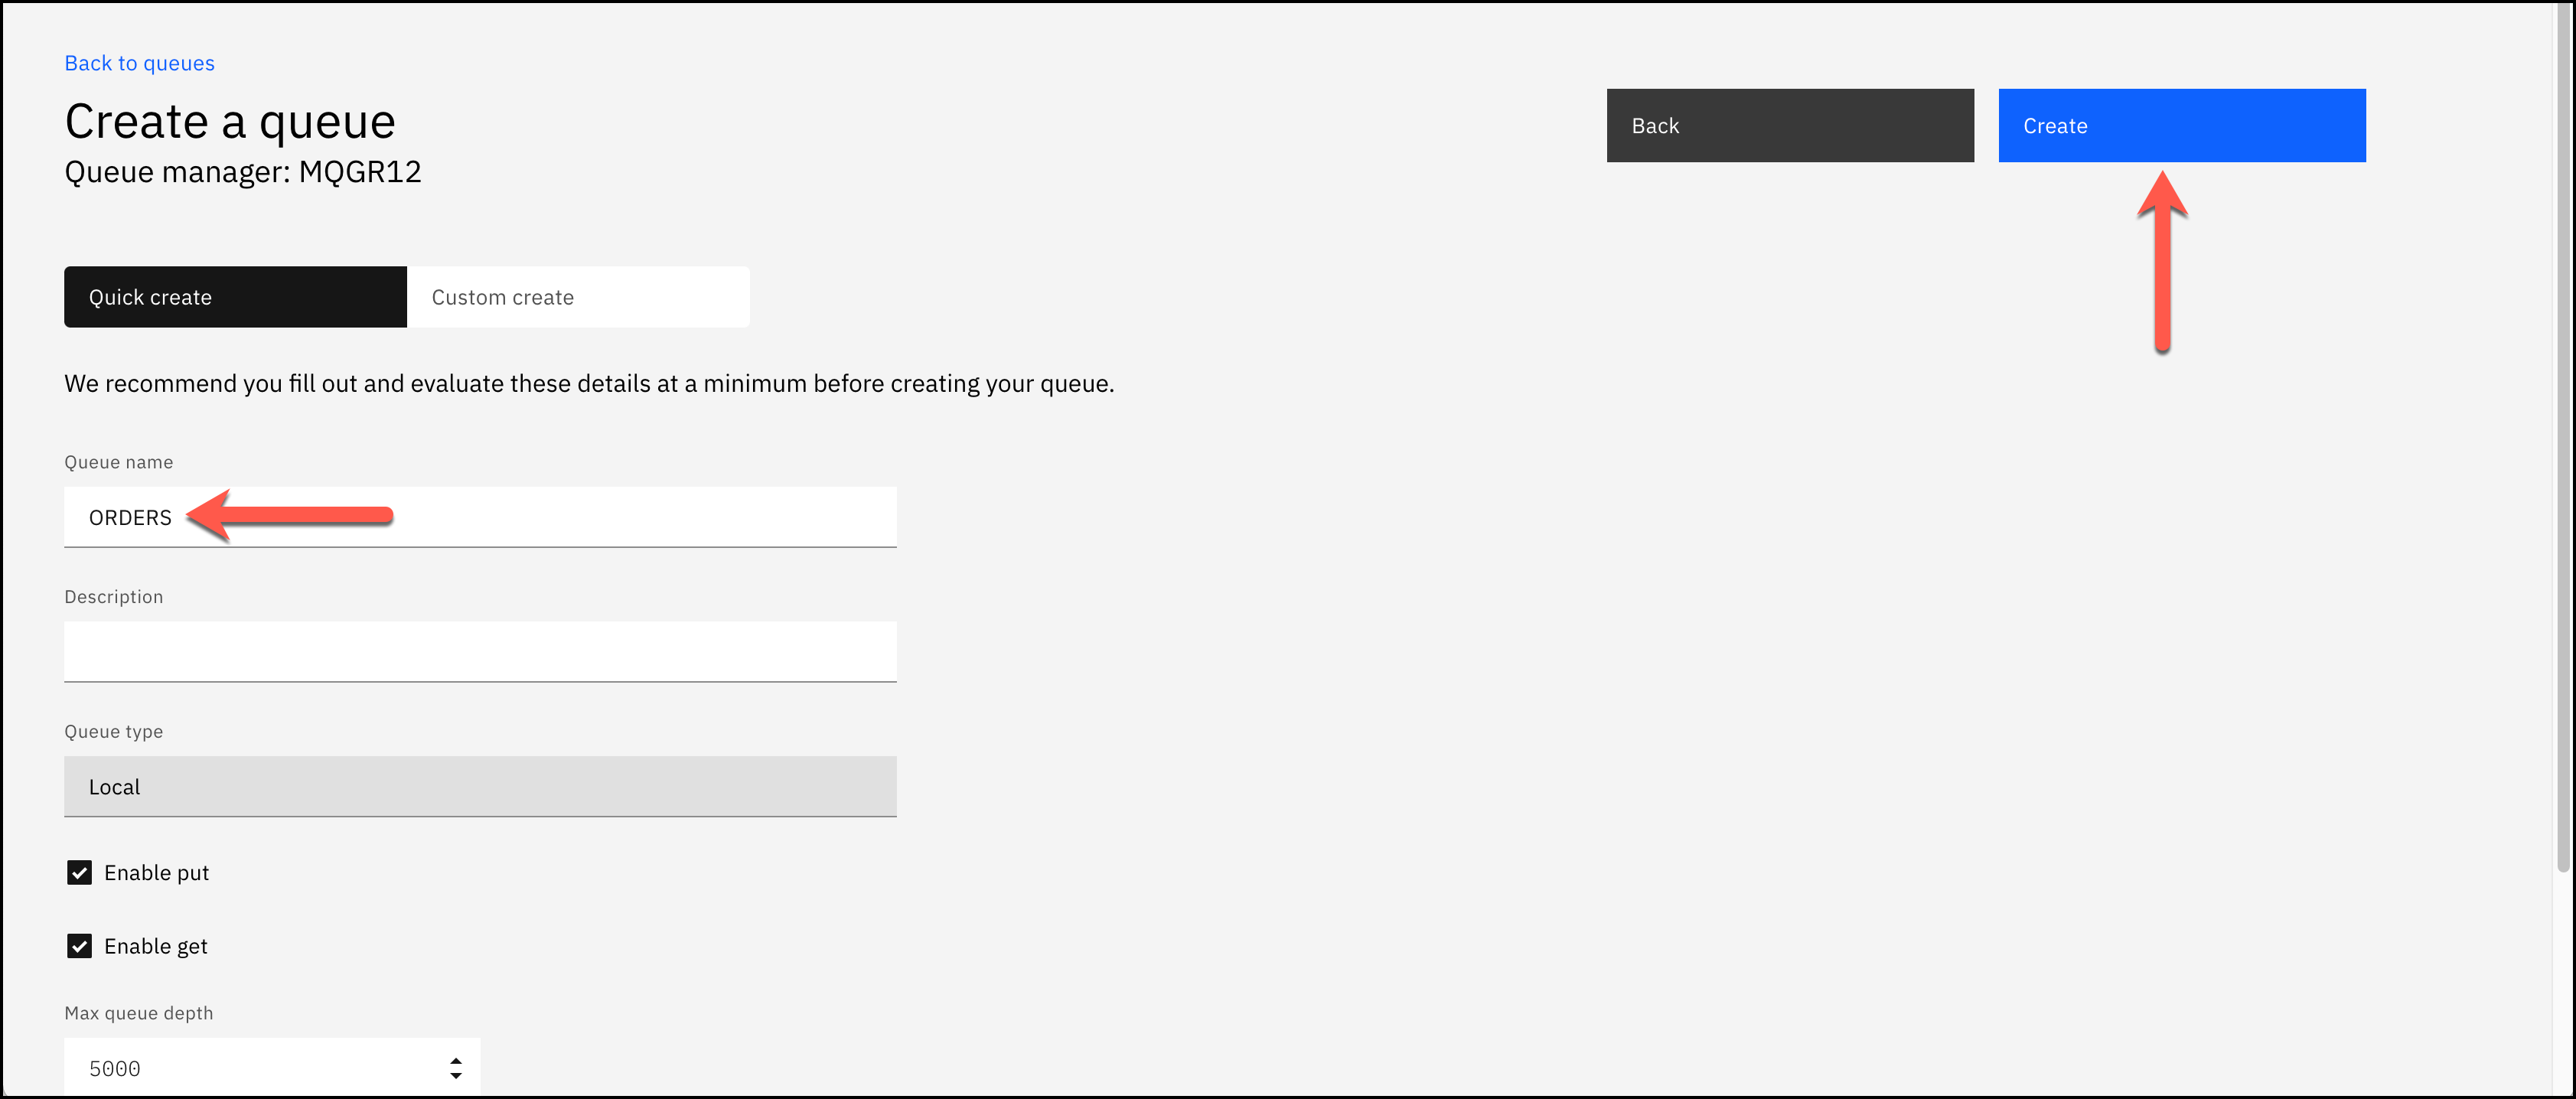 Back to queues
Create a queue
Queue manager: MQGR12
Back
Create
Quick create
Custom create
We recommend you fill out and evaluate these details at a minimum before creating your queue.
Queue name
ORDERS
Description
Queue type
Local
Enable put
Enable get
Max queue depth
5000